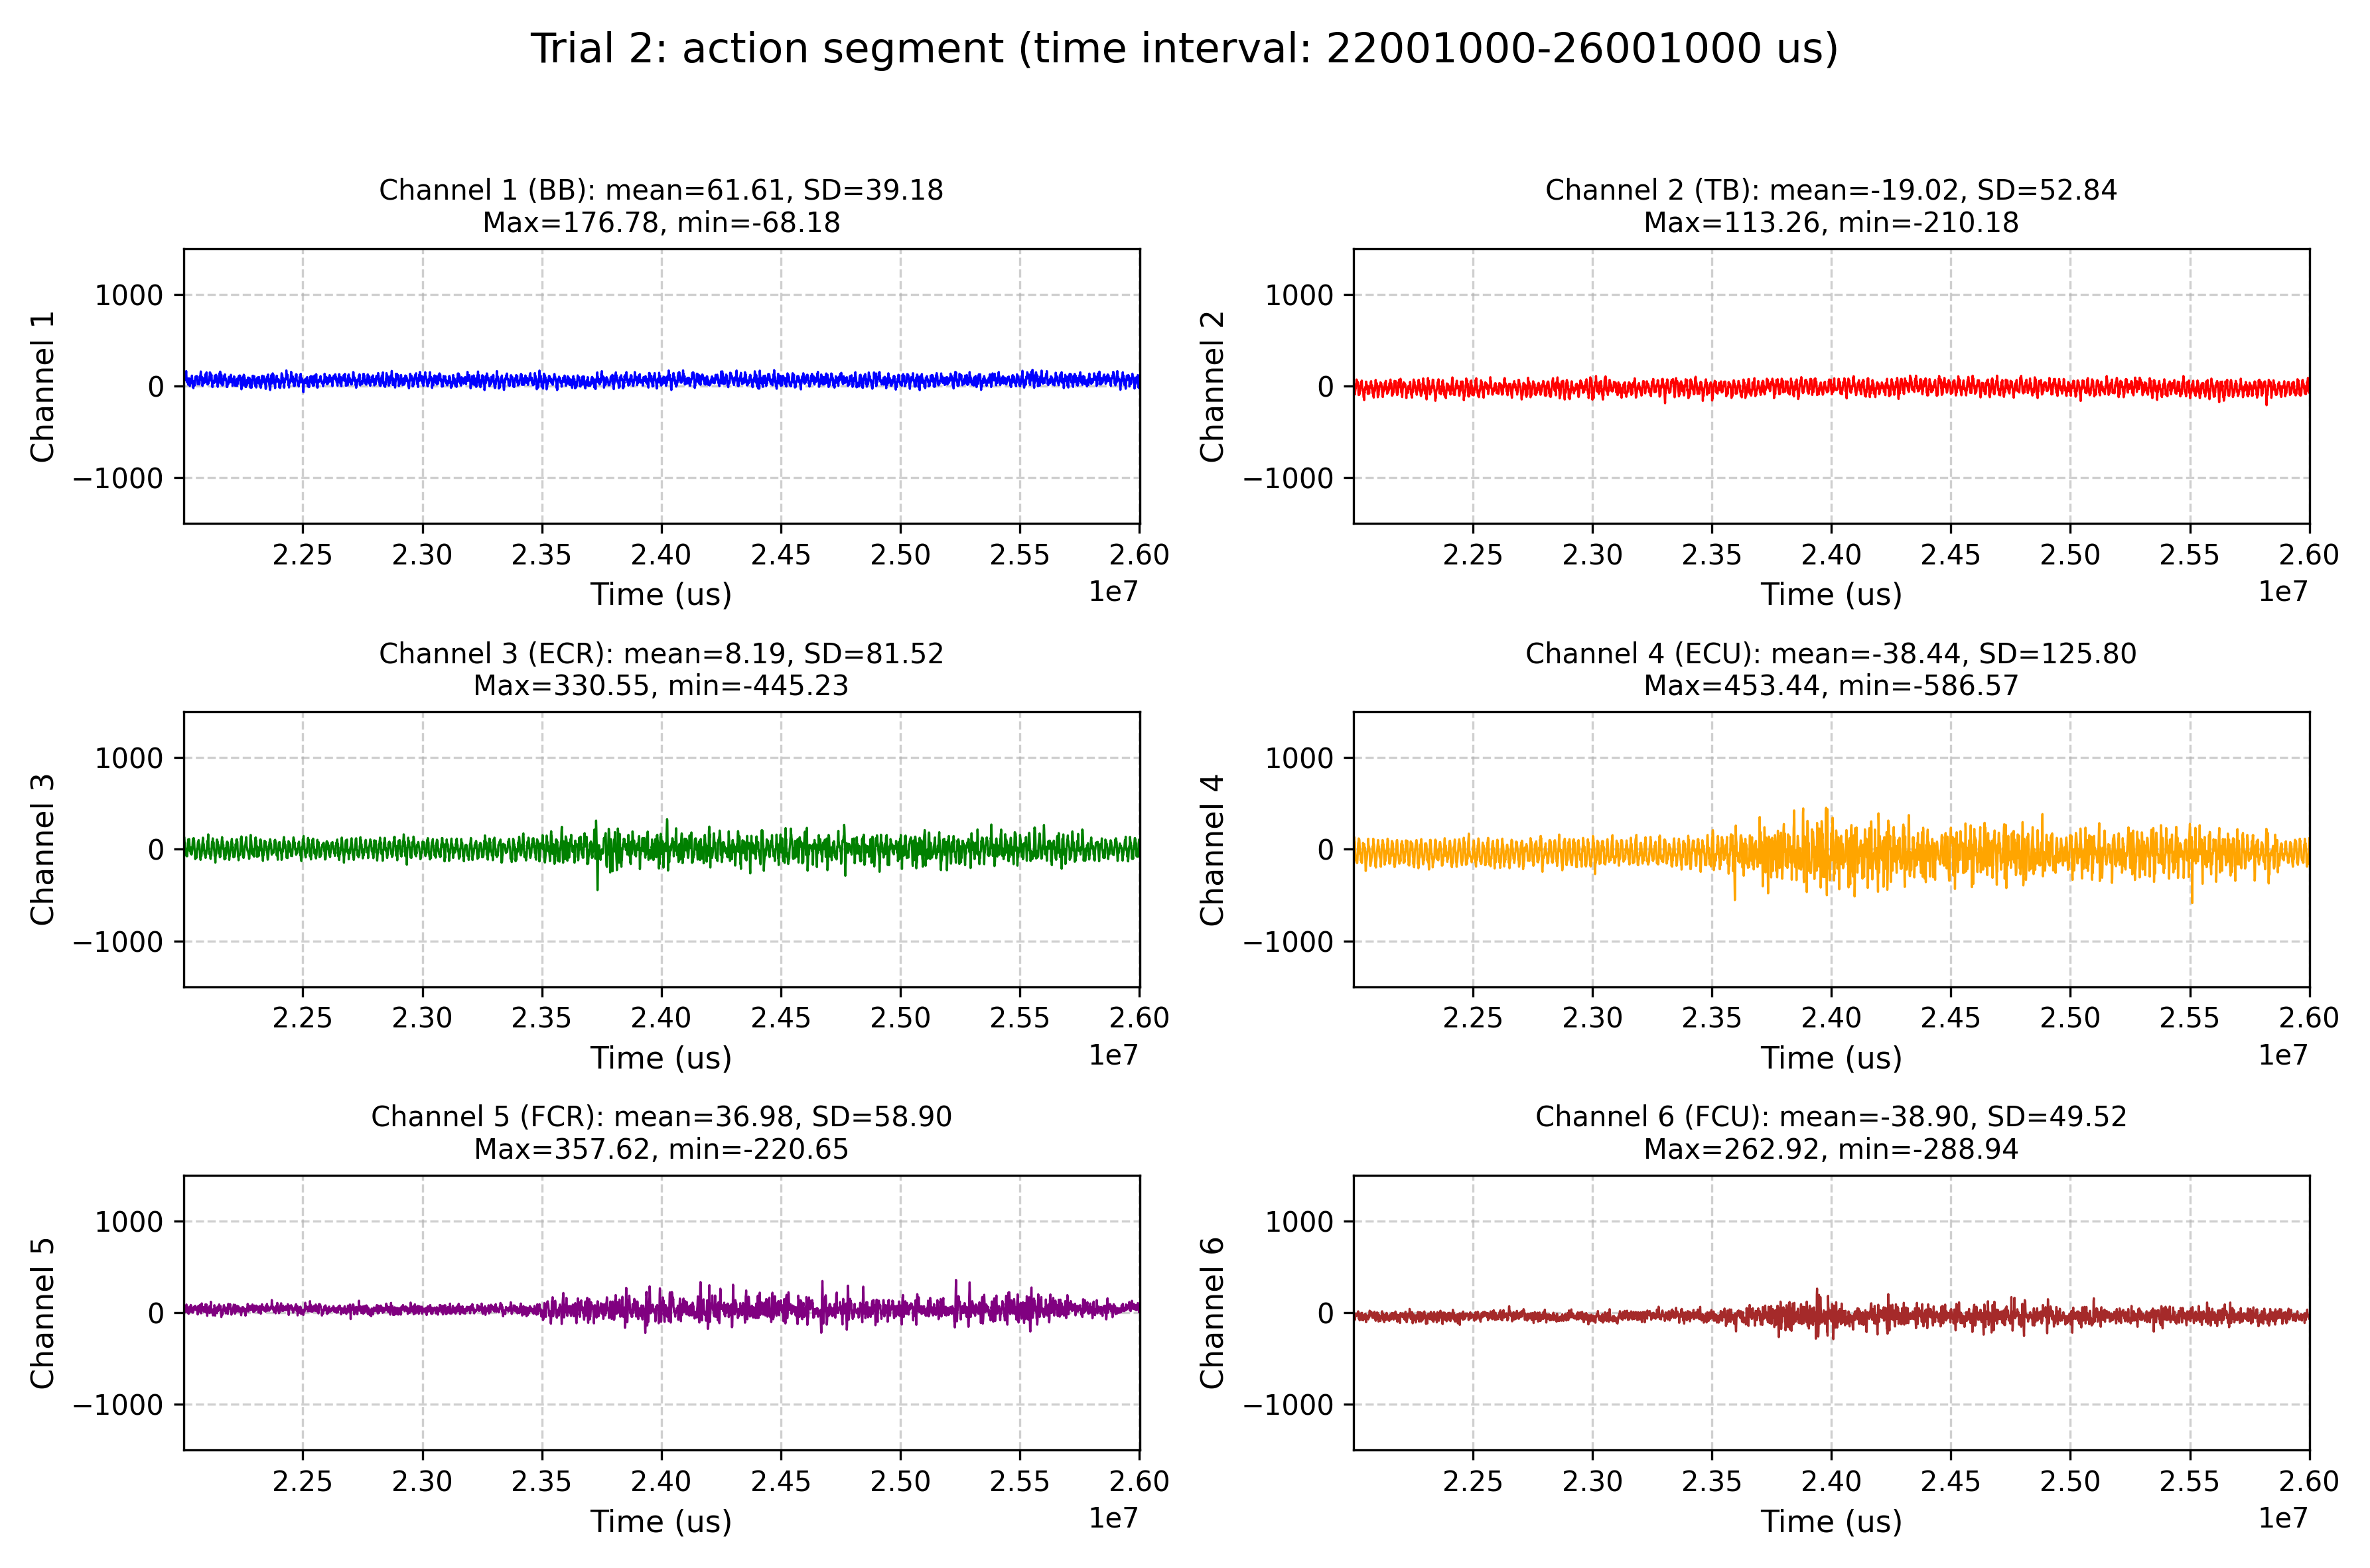 Trial 2: action segment (time interval: 22001000-26001000 us)
Channel 1 (BB): mean=61.61, SD=39.18
Max=176.78, min=-68.18
Channel 1
1000
0
−1000
2.25 2.30 2.35 2.40 2.45 2.50 2.55 2.60
Time (us)
1e7
Channel 2 (TB): mean=-19.02, SD=52.84
Max=113.26, min=-210.18
Channel 2
1000
0
−1000
2.25 2.30 2.35 2.40 2.45 2.50 2.55 2.60
Time (us)
1e7
Channel 3 (ECR): mean=8.19, SD=81.52
Max=330.55, min=-445.23
Channel 3
1000
0
−1000
2.25 2.30 2.35 2.40 2.45 2.50 2.55 2.60
Time (us)
1e7
Channel 4 (ECU): mean=-38.44, SD=125.80
Max=453.44, min=-586.57
Channel 4
1000
0
−1000
2.25 2.30 2.35 2.40 2.45 2.50 2.55 2.60
Time (us)
1e7
Channel 5 (FCR): mean=36.98, SD=58.90
Max=357.62, min=-220.65
Channel 5
1000
0
−1000
2.25 2.30 2.35 2.40 2.45 2.50 2.55 2.60
Time (us)
1e7
Channel 6 (FCU): mean=-38.90, SD=49.52
Max=262.92, min=-288.94
Channel 6
1000
0
−1000
2.25 2.30 2.35 2.40 2.45 2.50 2.55 2.60
Time (us)
1e7